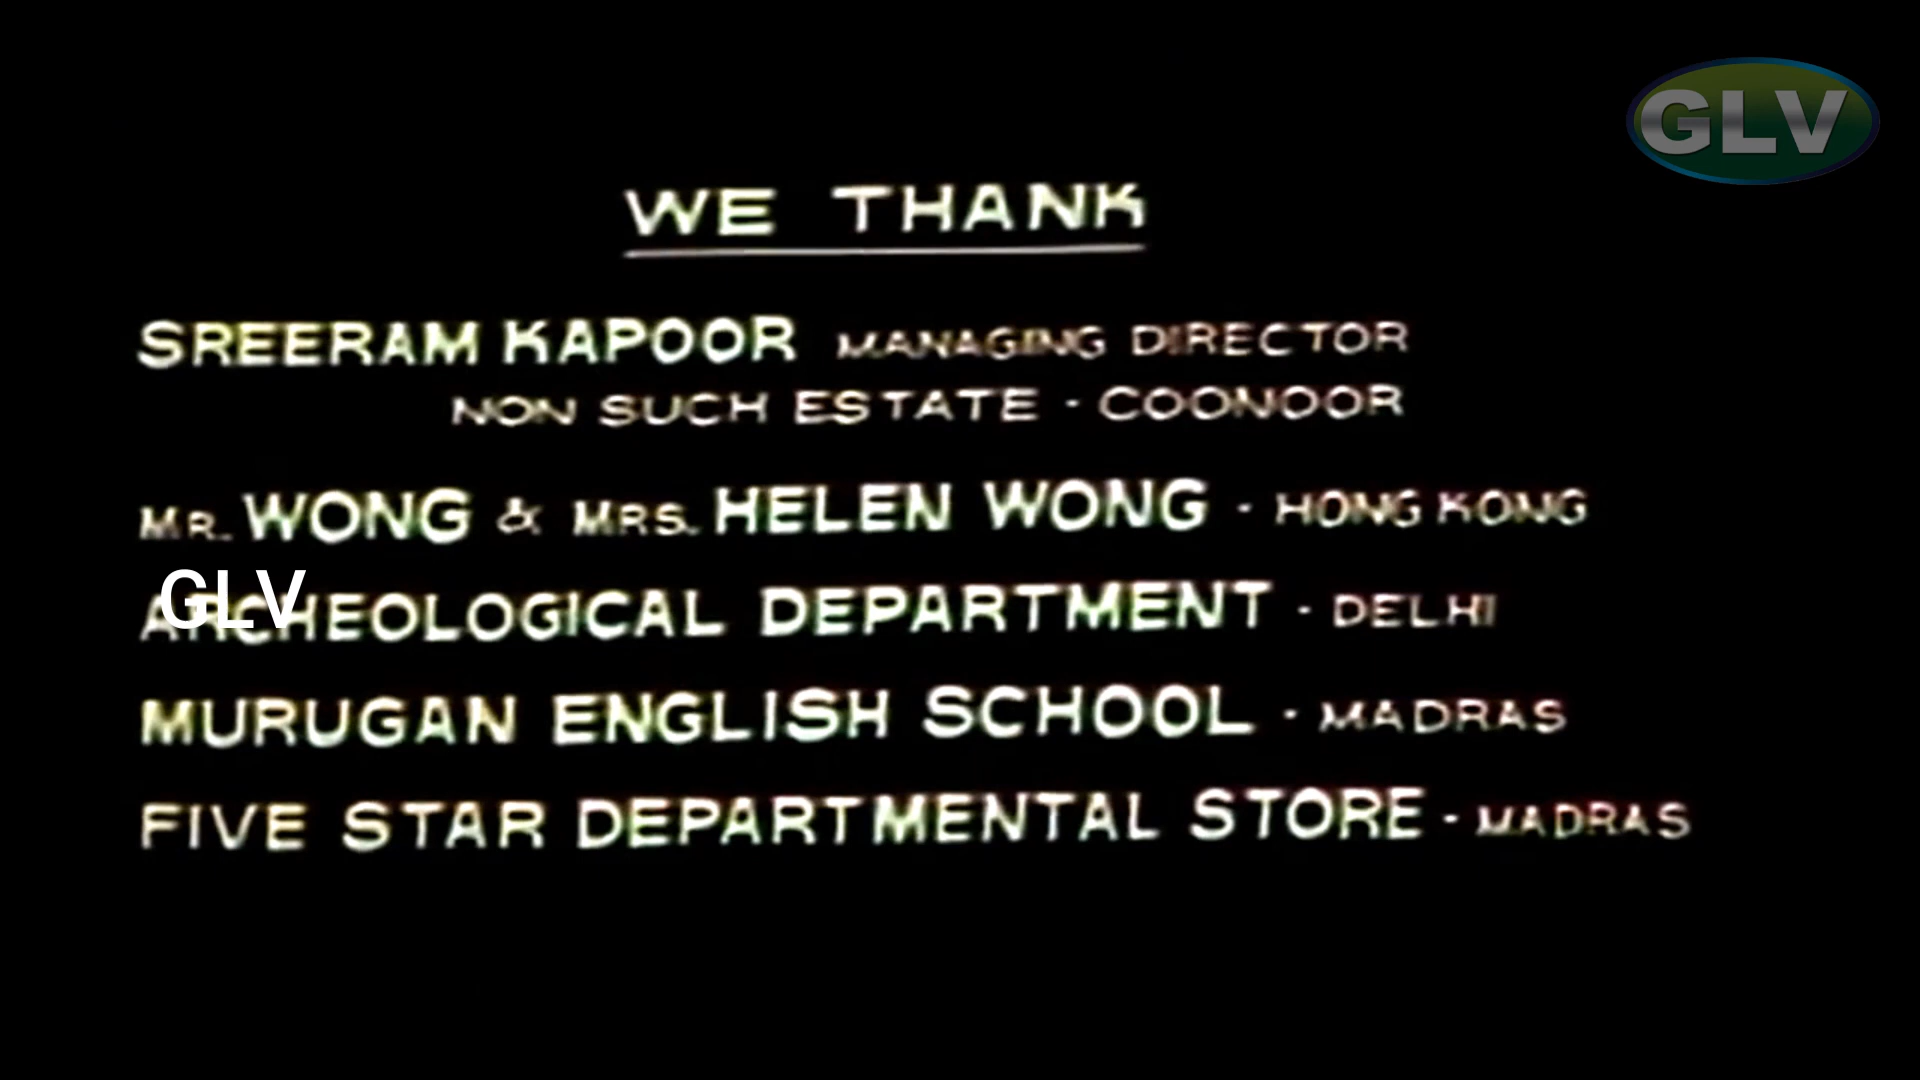 GLV
WE THANK
SREERAM KAPOOR MANAGING DIRECTOR
NON SUCH ESTATE - COONOOR
MR. WONG & MRS. HELEN WONG - HONG KONG
GLV
ARCHEOLOGICAL DEPARTMENT - DELHI
MURUGAN ENGLISH SCHOOL - MADRAS
FIVE STAR DEPARTMENTAL STORE - MADRAS